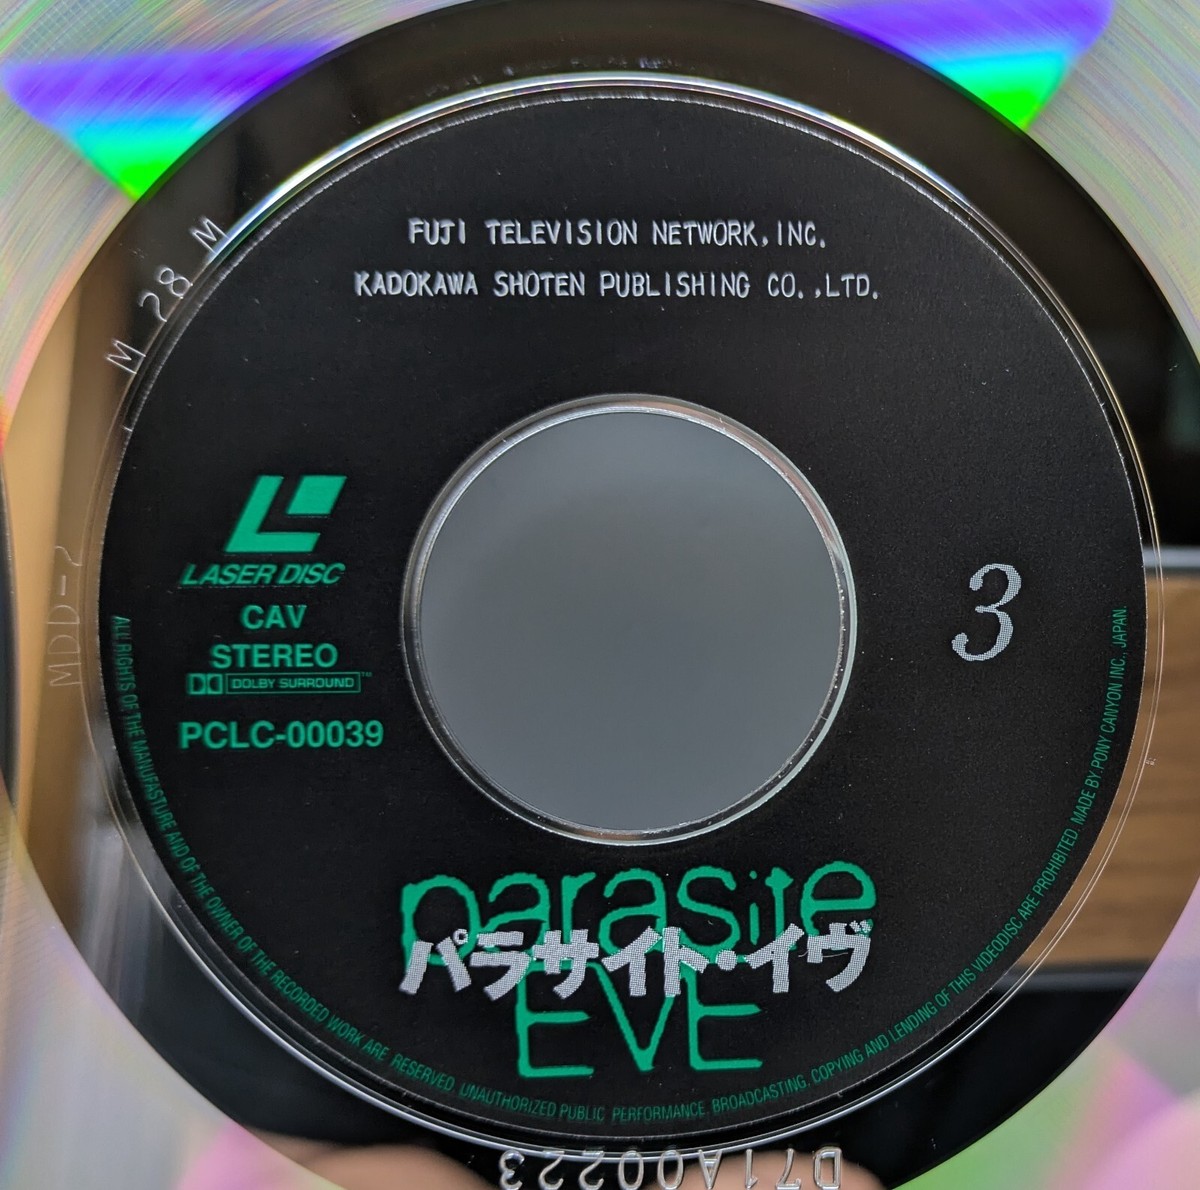 FUJI TELEVISION NETWORK, INC.
KADOKAWA SHOTEN PUBLISHING CO.,LTD.
M 28 M
LASER DISC
CAV
STEREO
DOLBY SURROUND™
PCLC-00039
3
MDD-?
parasite
パラサイト・イヴ
EVE
ALL RIGHTS OF THE MANUFASTURE AND OF THE OWNER OF THE RECORDED WORK ARE RESERVED. UNAUTHORIZED PUBLIC PERFORMANCE, BROADCASTING, COPYING AND LENDING OF THIS VIDEODISC ARE PROHIBITED. MADE BY PONY CANYON INC., JAPAN.
D71A00223